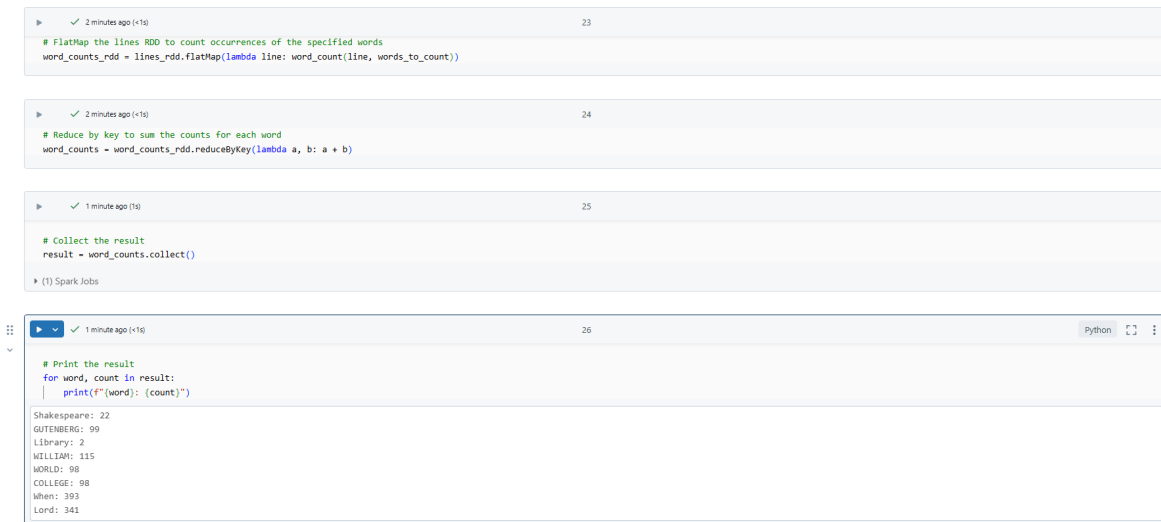 2 minutes ago (<1s)
23
# FlatMap the lines RDD to count occurrences of the specified words
word_counts_rdd = lines_rdd.flatMap(lambda line: word_count(line, words_to_count))
2 minutes ago (<1s)
24
# Reduce by key to sum the counts for each word
word_counts = word_counts_rdd.reduceByKey(lambda a, b: a + b)
1 minute ago (1s)
25
# Collect the result
result = word_counts.collect()
(1) Spark Jobs
1 minute ago (<1s)
26
Python
# Print the result
for word, count in result:
    print(f"{word}: {count}")
Shakespeare: 22
GUTENBERG: 99
Library: 2
WILLIAM: 115
WORLD: 98
COLLEGE: 98
When: 393
Lord: 341